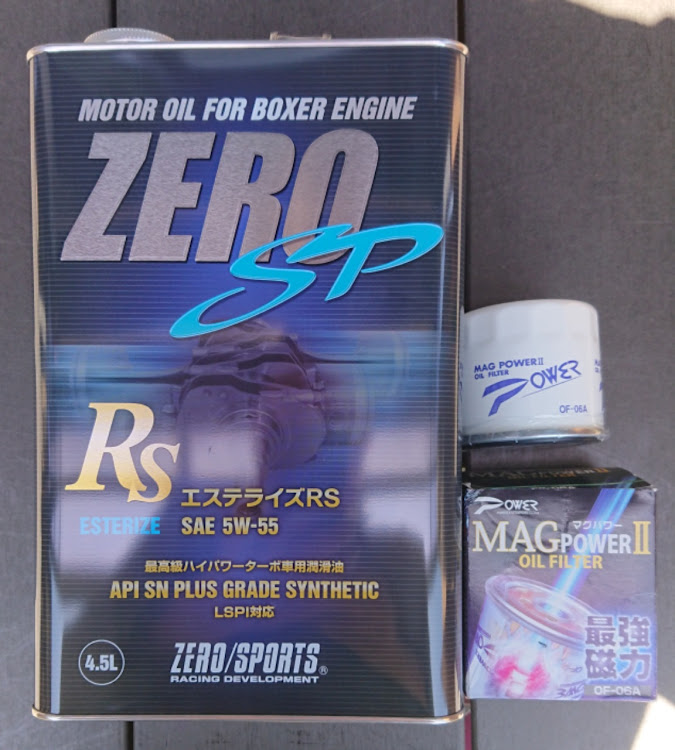 MOTOR OIL FOR BOXER ENGINE
ZERO
SP
RS
エステライズRS
ESTERIZE SAE 5W-55
最高級ハイパワーターボ車用潤滑油
API SN PLUS GRADE SYNTHETIC
LSPI対応
4.5L
ZERO/SPORTS®
RACING DEVELOPMENT
MAG POWER II
OIL FILTER
POWER
OF-06A
POWER
マグパワー
MAG POWER II
OIL FILTER
最強
磁力
OF-06A